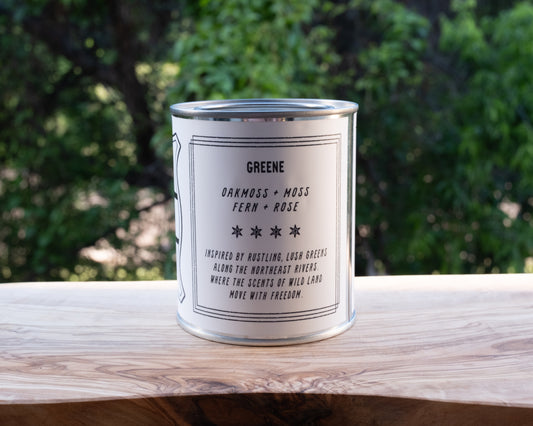 GREENE
OAKMOSS + MOSS
FERN + ROSE
INSPIRED BY RUSTLING, LUSH GREENS
ALONG THE NORTHEAST RIVERS.
WHERE THE SCENTS OF WILD LAND
MOVE WITH FREEDOM.